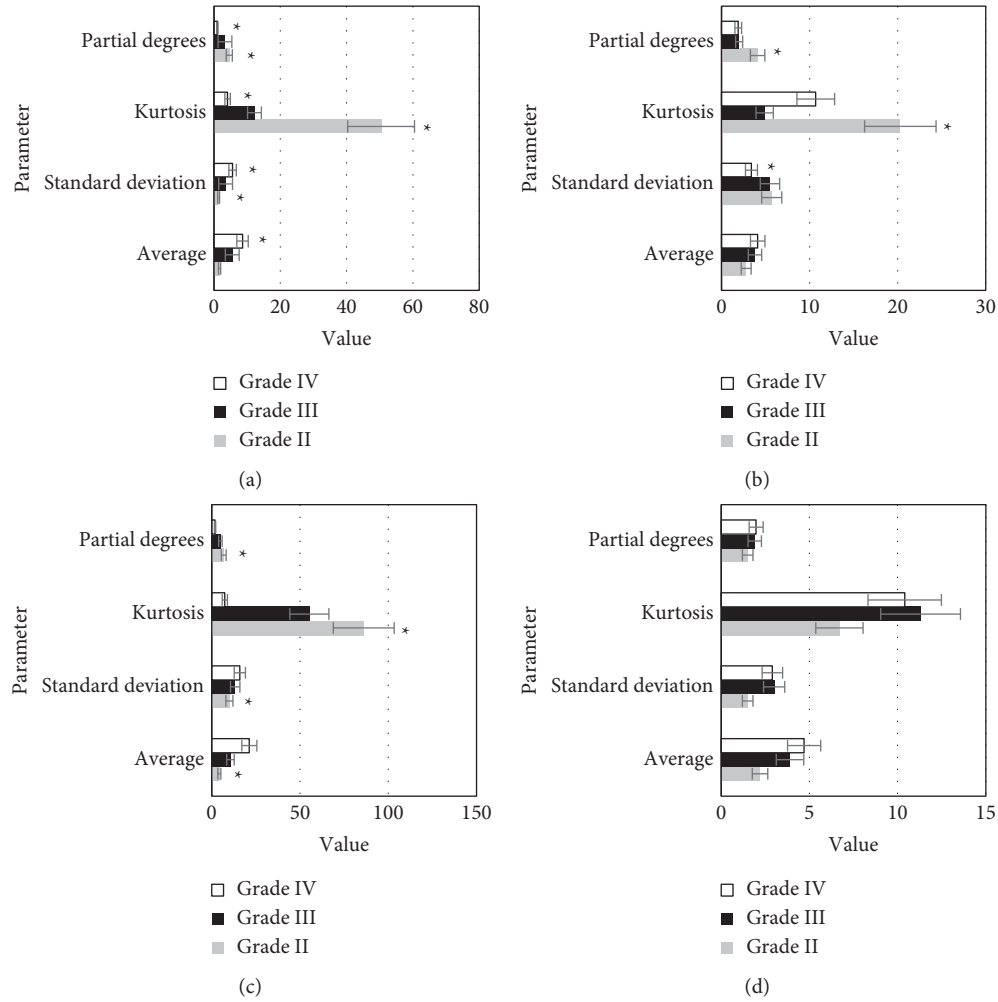 Parameter
Partial degrees
*
*
Kurtosis
*
*
Standard deviation
*
*
Average
*
0 20 40 60 80
Value
Grade IV
Grade III
Grade II
(a)
Parameter
Partial degrees
*
Kurtosis
*
Standard deviation
*
Average
0 10 20 30
Value
Grade IV
Grade III
Grade II
(b)
Parameter
Partial degrees
*
Kurtosis
*
Standard deviation
*
Average
*
0 50 100 150
Value
Grade IV
Grade III
Grade II
(c)
Parameter
Partial degrees
Kurtosis
Standard deviation
Average
0 5 10 15
Value
Grade IV
Grade III
Grade II
(d)